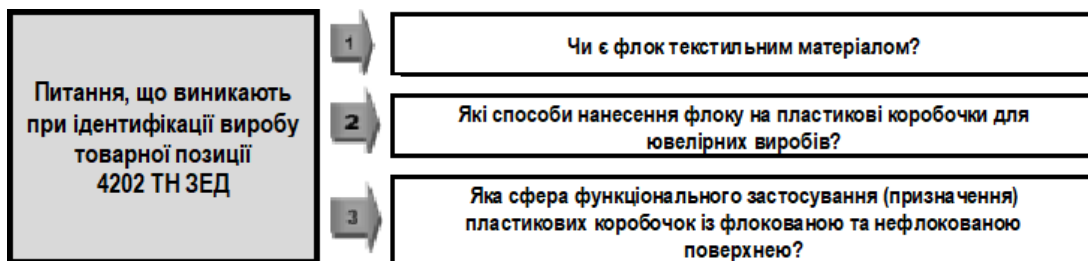 Питання, що виникають
при ідентифікації виробу
товарної позиції
4202 ТН ЗЕД
1
Чи є флок текстильним матеріалом?
2
Які способи нанесення флоку на пластикові коробочки для
ювелірних виробів?
3
Яка сфера функціонального застосування (призначення)
пластикових коробочок із флокованою та нефлокованою
поверхнею?